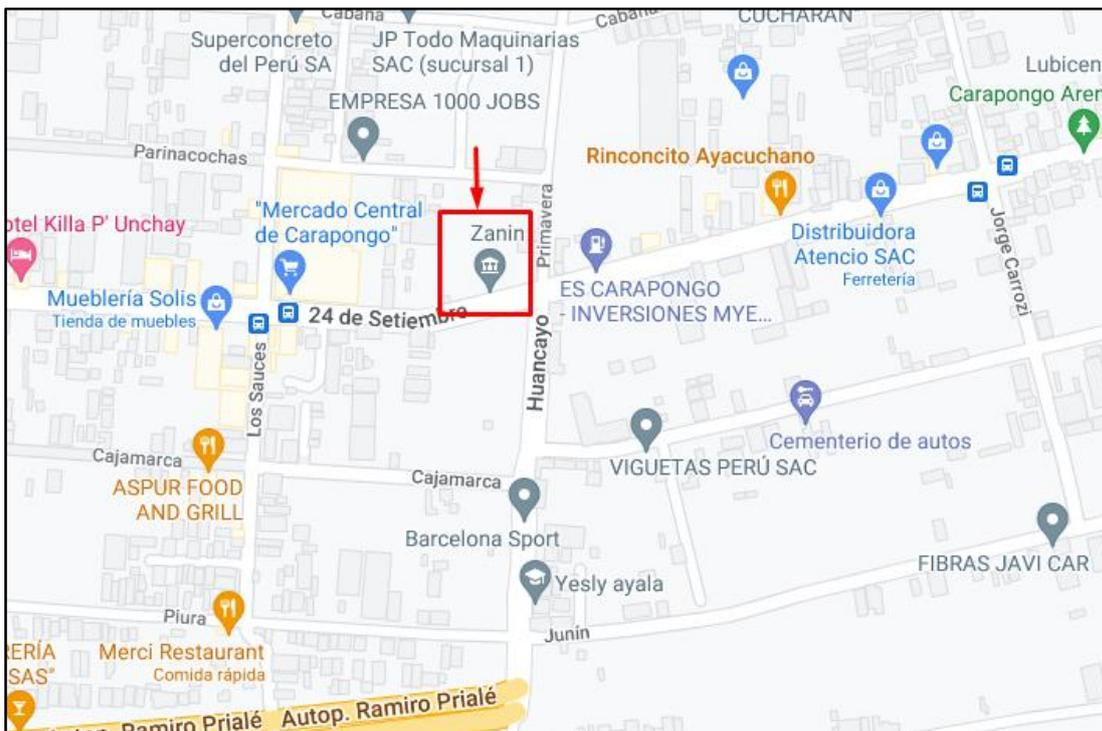 Cabana
Cabana
CUCHARAN"
Superconcreto
del Perú SA
JP Todo Maquinarias
SAC (sucursal 1)
Lubicen
EMPRESA 1000 JOBS
Carapongo Aren
Parinacochas
Rinconcito Ayacuchano
otel Killa P' Unchay
"Mercado Central
de Carapongo"
Zanin
Primavera
Distribuidora
Atencio SAC
Ferretería
Jorge Carrozi
Mueblería Solis
Tienda de muebles
24 de Setiembre
ES CARAPONGO
- INVERSIONES MYE...
Huancayo
Los Sauces
Cajamarca
Cementerio de autos
VIGUETAS PERÚ SAC
Cajamarca
ASPUR FOOD
AND GRILL
Barcelona Sport
FIBRAS JAVI CAR
Yesly ayala
Piura
Junín
RERÍA
SAS"
Merci Restaurant
Comida rápida
Ramiro Prialé
Autop. Ramiro Prialé